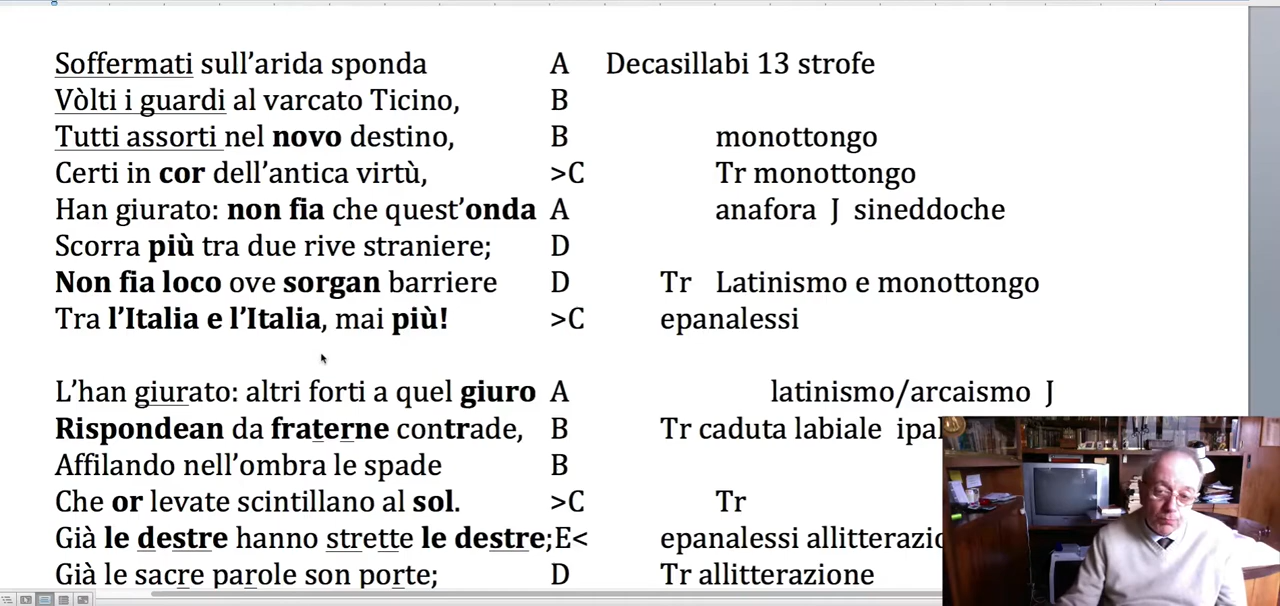 Soffermati sull'arida sponda A Decasillabi 13 strofe
Vòlti i guardi al varcato Ticino, B
Tutti assorti nel novo destino, B monottongo
Certi in cor dell'antica virtù, >C Tr monottongo
Han giurato: non fia che quest'onda A anafora J sineddoche
Scorra più tra due rive straniere; D
Non fia loco ove sorgan barriere D Tr Latinismo e monottongo
Tra l'Italia e l'Italia, mai più! >C epanalessi
L'han giurato: altri forti a quel giuro A latinismo/arcaismo J
Rispondean da fraterne contrade, B Tr caduta labiale
Affilando nell'ombra le spade B
Che or levate scintillano al sol. >C Tr
Già le destre hanno strette le destre; E< epanalessi
Già le sacre parole son porte; D Tr allitterazione